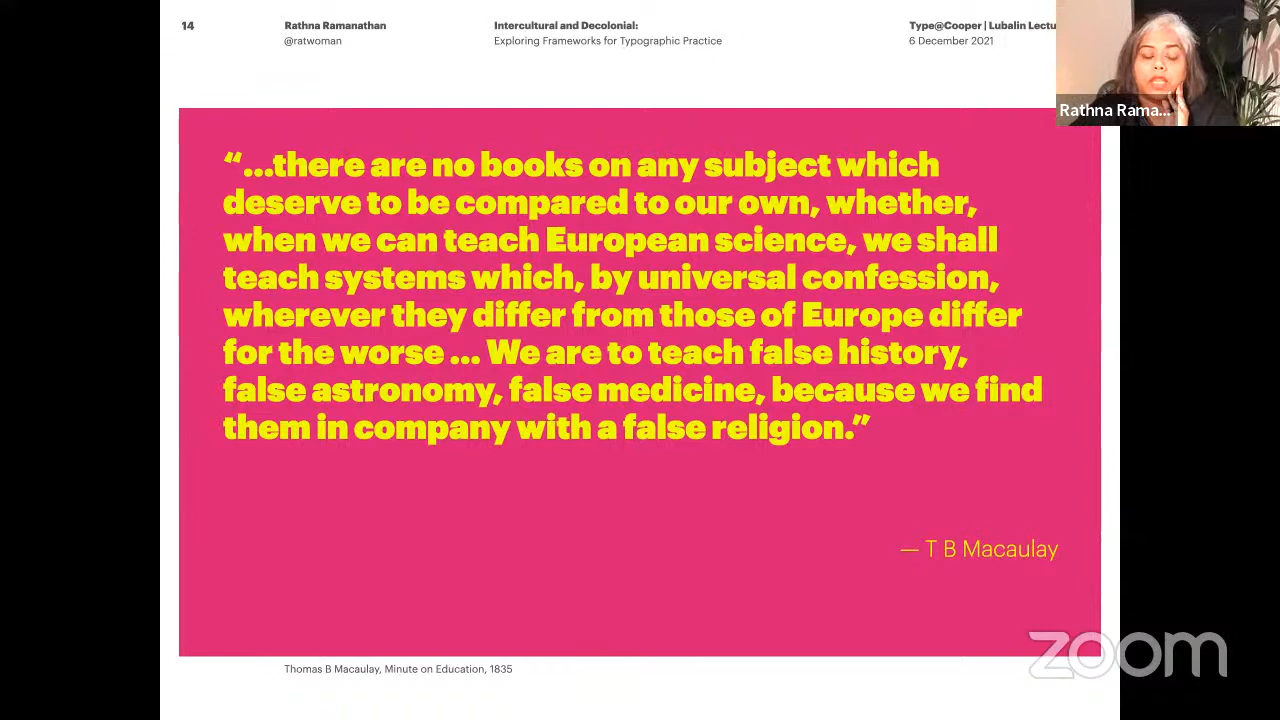 14
Rathna Ramanathan
@ratwoman
Intercultural and Decolonial:
Exploring Frameworks for Typographic Practice
Type@Cooper | Lubalin Lectu
6 December 2021
Rathna Rama...
“...there are no books on any subject which
deserve to be compared to our own, whether,
when we can teach European science, we shall
teach systems which, by universal confession,
wherever they differ from those of Europe differ
for the worse ... We are to teach false history,
false astronomy, false medicine, because we find
them in company with a false religion.”
— T B Macaulay
Thomas B Macaulay, Minute on Education, 1835
zoom